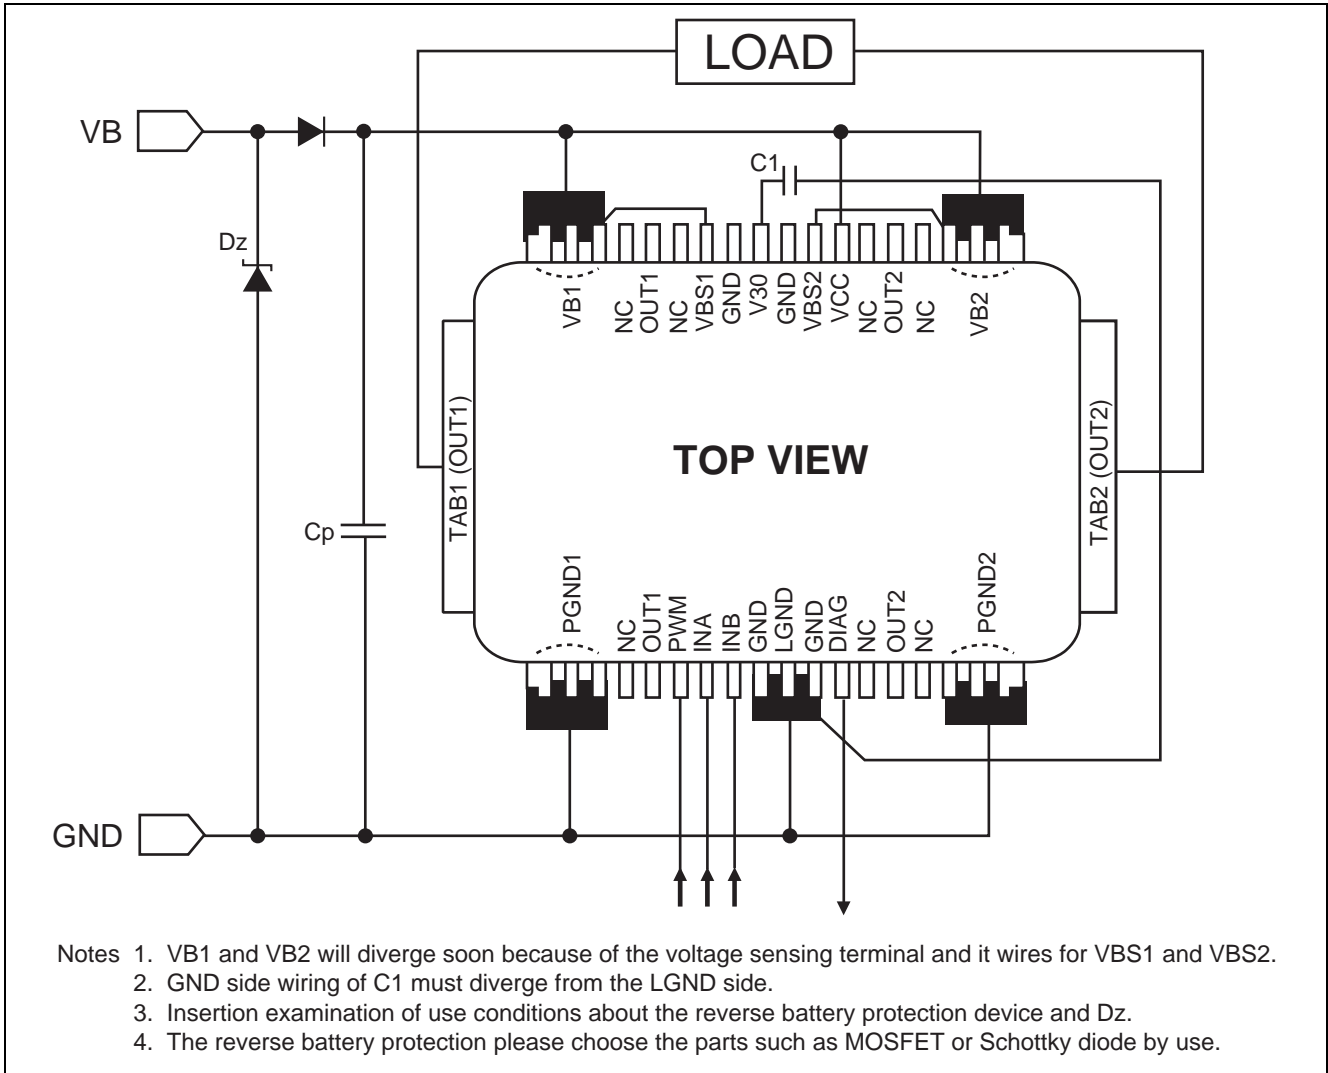 LOAD
VB
C1
Dz
VB1
NC
OUT1
NC
VBS1
GND
V30
GND
VBS2
VCC
NC
OUT2
NC
VB2
TAB1 (OUT1)
TOP VIEW
TAB2 (OUT2)
Cp
PGND1
NC
OUT1
PWM
INA
INB
GND
LGND
GND
DIAG
NC
OUT2
NC
PGND2
GND
Notes 1. VB1 and VB2 will diverge soon because of the voltage sensing terminal and it wires for VBS1 and VBS2.
2. GND side wiring of C1 must diverge from the LGND side.
3. Insertion examination of use conditions about the reverse battery protection device and Dz.
4. The reverse battery protection please choose the parts such as MOSFET or Schottky diode by use.